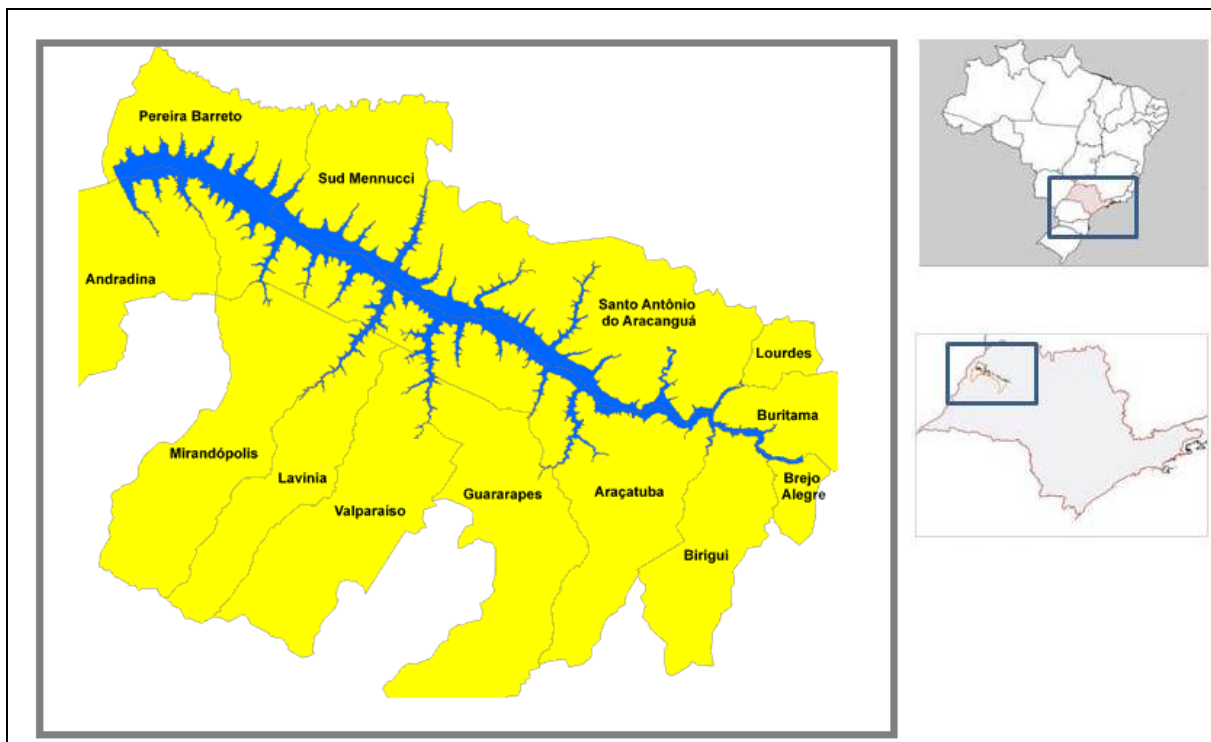 Pereira Barreto
Sud Mennucci
Andradina
Santo Antônio
do Aracanguá
Lourdes
Buritama
Mirandópolis
Lavínia
Valparaíso
Guararapes
Araçatuba
Brejo
Alegre
Birigui